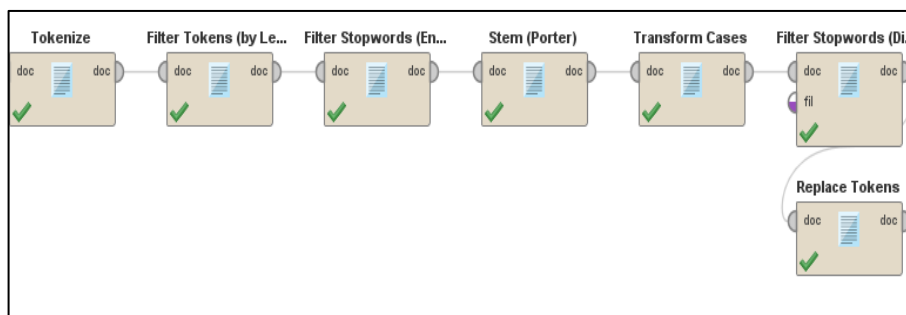 Tokenize Filter Tokens (by Le... Filter Stopwords (En... Stem (Porter) Transform Cases Filter Stopwords (Di...
doc doc doc doc doc doc doc doc doc doc doc doc
fil
Replace Tokens
doc doc